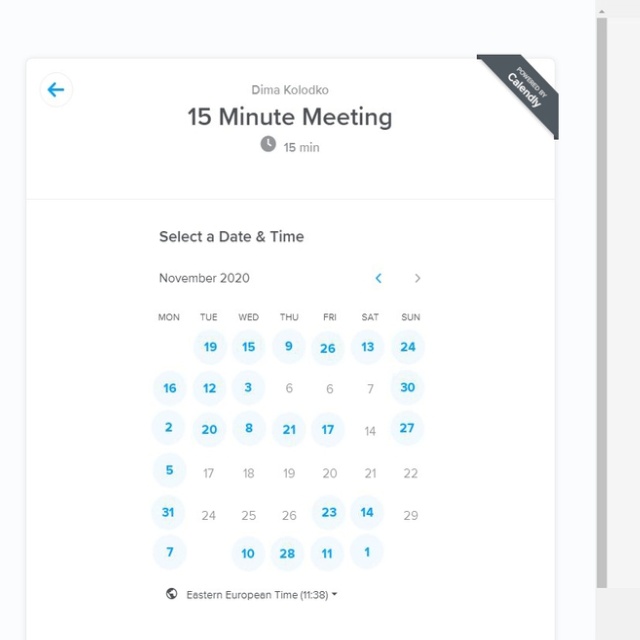 POWERED BY
Calendly
Dima Kolodko
15 Minute Meeting
15 min
Select a Date & Time
November 2020
MON TUE WED THU FRI SAT SUN
19 15 9 26 13 24
16 12 3 6 6 7 30
2 20 8 21 17 14 27
5 17 18 19 20 21 22
31 24 25 26 23 14 29
7 10 28 11 1
Eastern European Time (11:38)